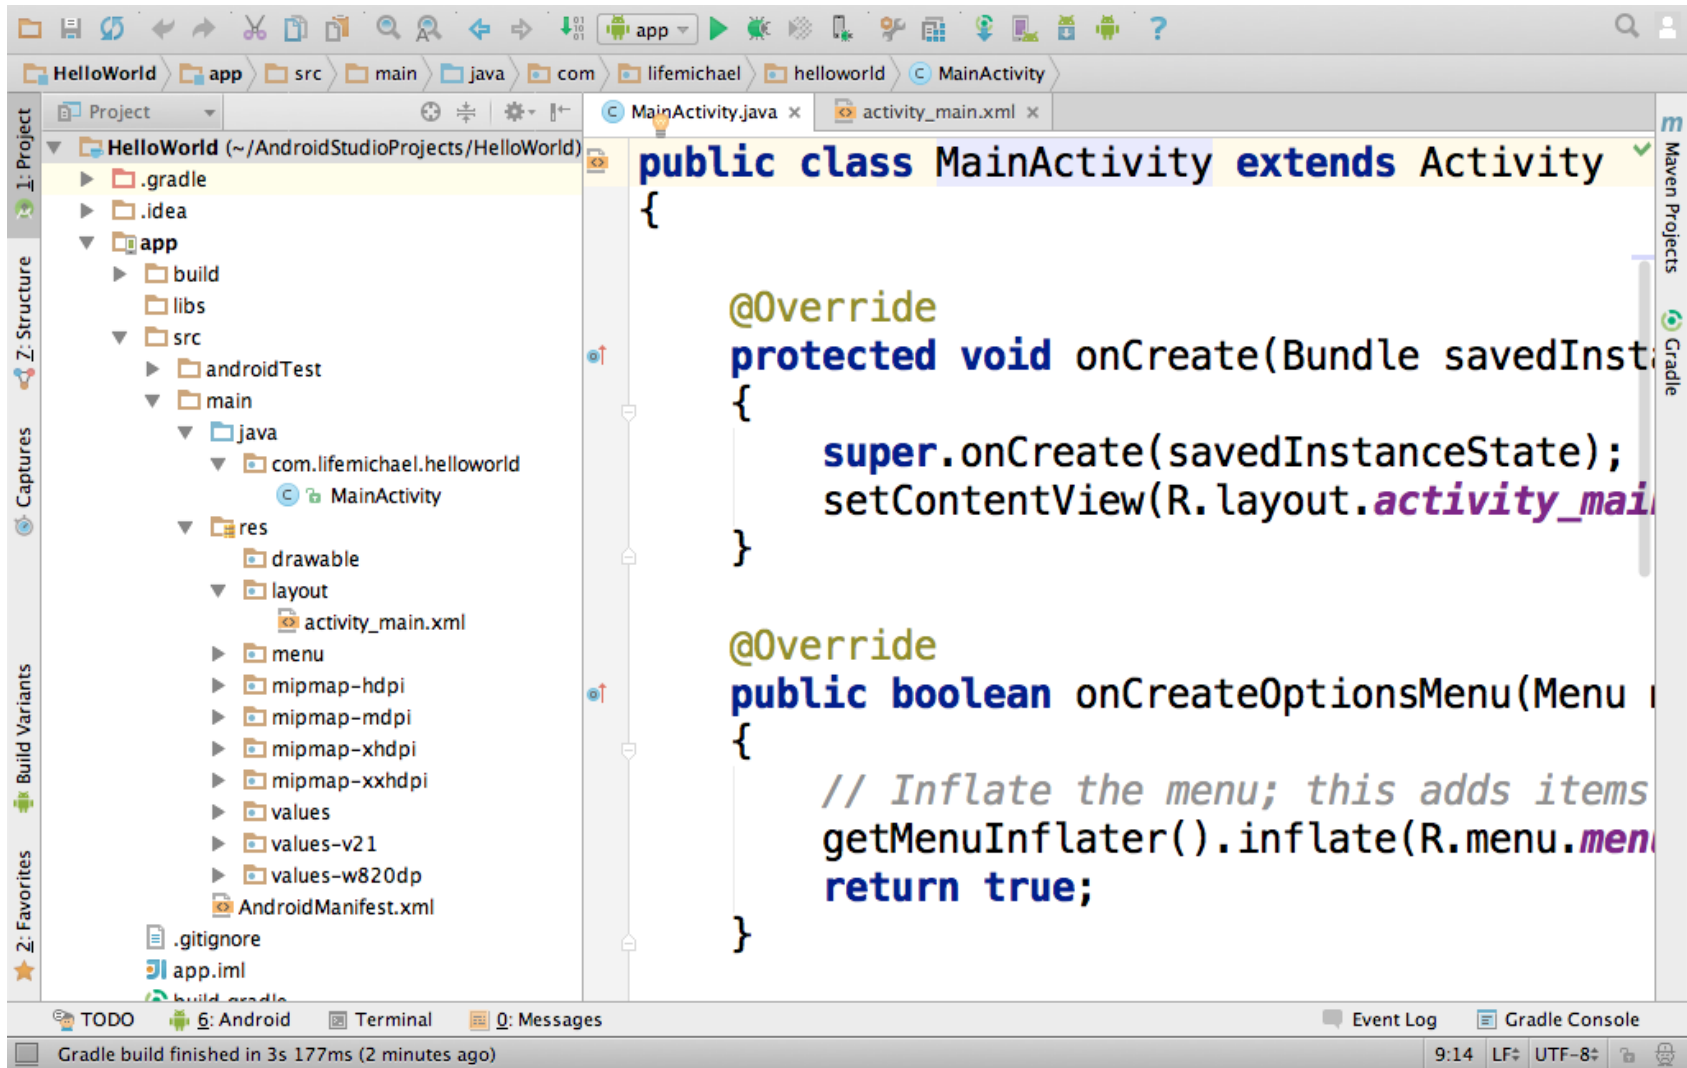 app
HelloWorld app src main java com lifemichael helloworld MainActivity
1: Project
Z: Structure
Captures
Build Variants
2: Favorites
Project
HelloWorld (~/AndroidStudioProjects/HelloWorld)
.gradle
.idea
app
build
libs
src
androidTest
main
java
com.lifemichael.helloworld
MainActivity
res
drawable
layout
activity_main.xml
menu
mipmap-hdpi
mipmap-mdpi
mipmap-xhdpi
mipmap-xxhdpi
values
values-v21
values-w820dp
AndroidManifest.xml
.gitignore
app.iml
build.gradle
MainActivity.java activity_main.xml
public class MainActivity extends Activity
{
@Override
protected void onCreate(Bundle savedInsta
{
super.onCreate(savedInstanceState);
setContentView(R.layout.activity_main
}
@Override
public boolean onCreateOptionsMenu(Menu
{
// Inflate the menu; this adds items
getMenuInflater().inflate(R.menu.menu
return true;
}
Maven Projects
Gradle
TODO 6: Android Terminal 0: Messages Event Log Gradle Console
Gradle build finished in 3s 177ms (2 minutes ago) 9:14 LF UTF-8